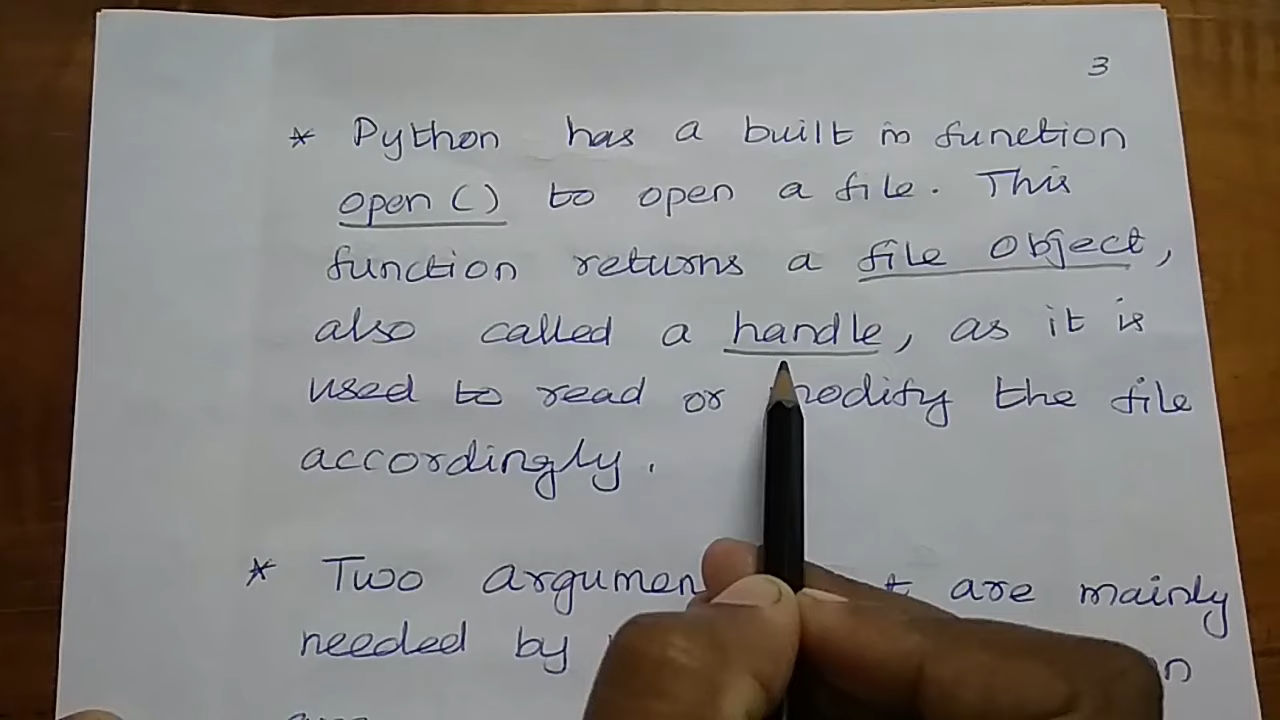 3
* Python has a built in function
open() to open a file. This
function returns a file object,
also called a handle, as it is
used to read or modify the file
accordingly.
* Two argumen are mainly
needed by